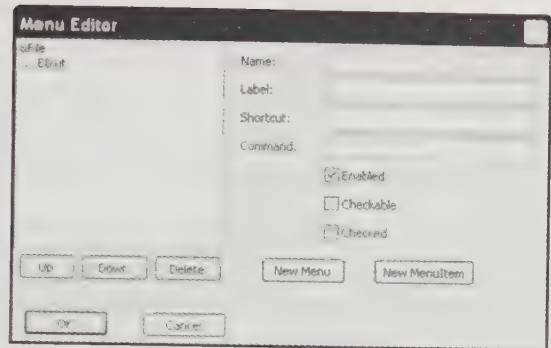 Menu Editor
File
Exit
Name:
Label:
Shortcut:
Command:
Enabled
Checkable
Checked
Up Down Delete New Menu New MenuItem
OK Cancel